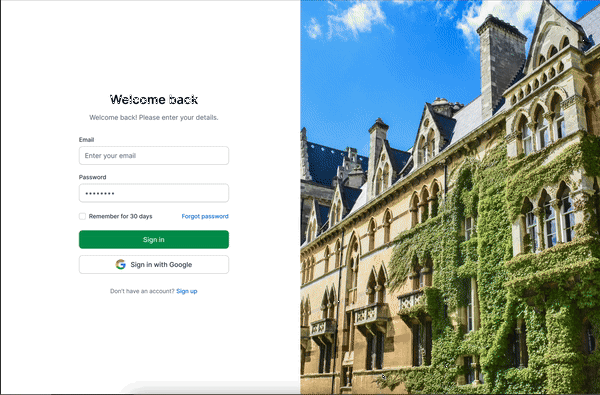 Welcome back
Welcome back! Please enter your details.
Email
Enter your email
Password
••••••••
Remember for 30 days
Forgot password
Sign in
Sign in with Google
Don't have an account? Sign up